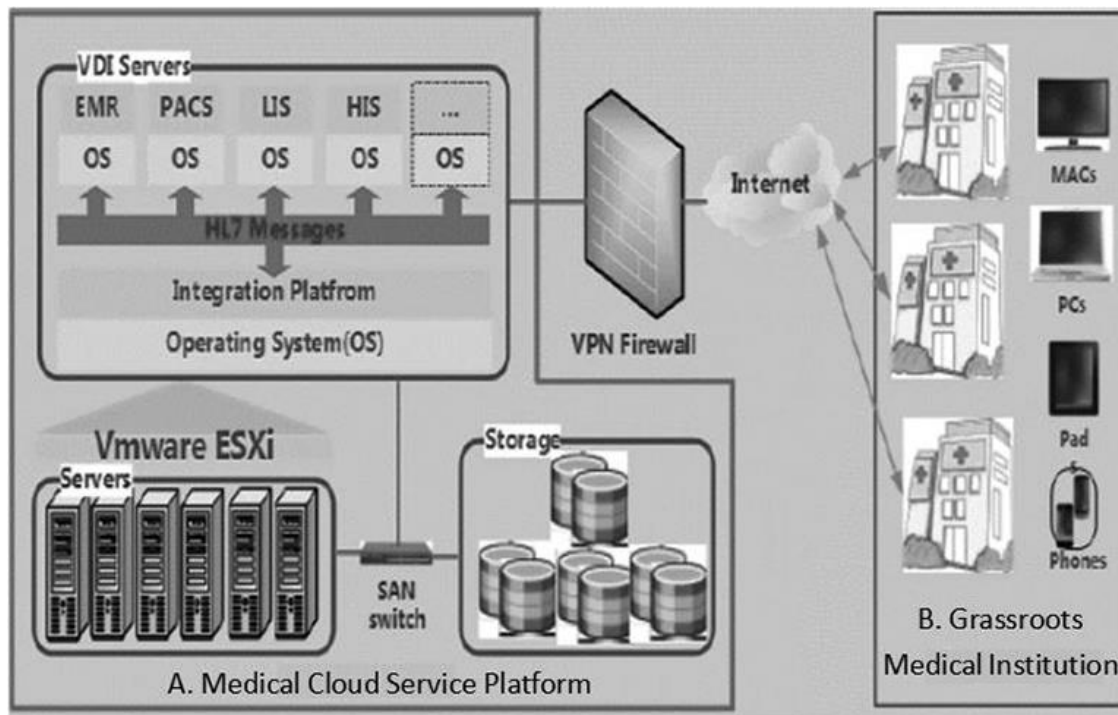 VDI Servers
EMR PACS LIS HIS ...
OS OS OS OS OS
HL7 Messages
Integration Platfrom
Operating System(OS)
Vmware ESXi
Servers
SAN
switch
Storage
A. Medical Cloud Service Platform
VPN Firewall
Internet
MACs
PCs
Pad
s
Phones
B. Grassroots
Medical Institution